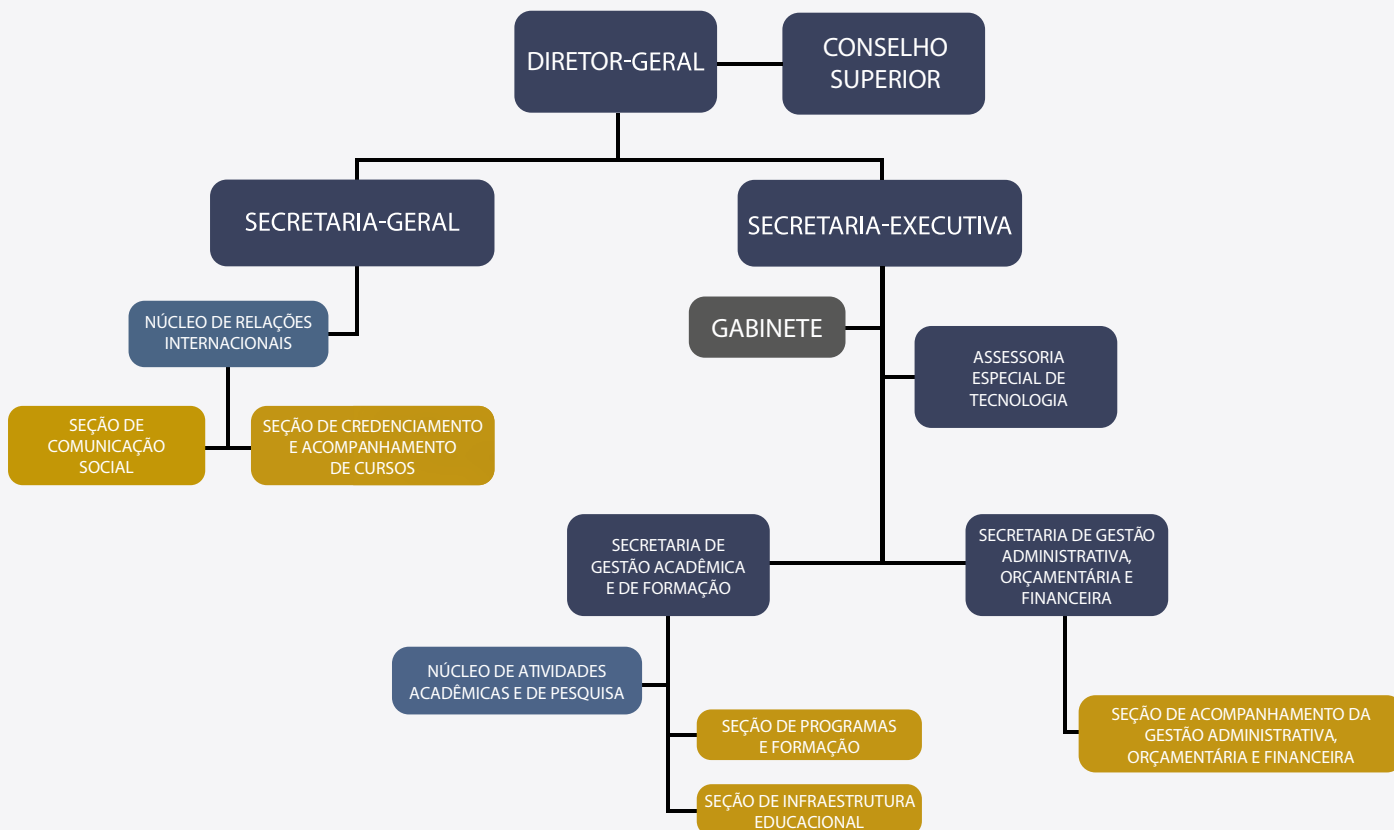 DIRETOR-GERAL
CONSELHO
SUPERIOR
SECRETARIA-GERAL
SECRETARIA-EXECUTIVA
NÚCLEO DE RELAÇÕES
INTERNACIONAIS
GABINETE
ASSESSORIA
ESPECIAL DE
TECNOLOGIA
SEÇÃO DE
COMUNICAÇÃO
SOCIAL
SEÇÃO DE CREDENCIAMENTO
E ACOMPANHAMENTO
DE CURSOS
SECRETARIA DE
GESTÃO ACADÊMICA
E DE FORMAÇÃO
SECRETARIA DE GESTÃO
ADMINISTRATIVA,
ORÇAMENTÁRIA E
FINANCEIRA
NÚCLEO DE ATIVIDADES
ACADÊMICAS E DE PESQUISA
SEÇÃO DE PROGRAMAS
E FORMAÇÃO
SEÇÃO DE ACOMPANHAMENTO DA
GESTÃO ADMINISTRATIVA,
ORÇAMENTÁRIA E FINANCEIRA
SEÇÃO DE INFRAESTRUTURA
EDUCACIONAL